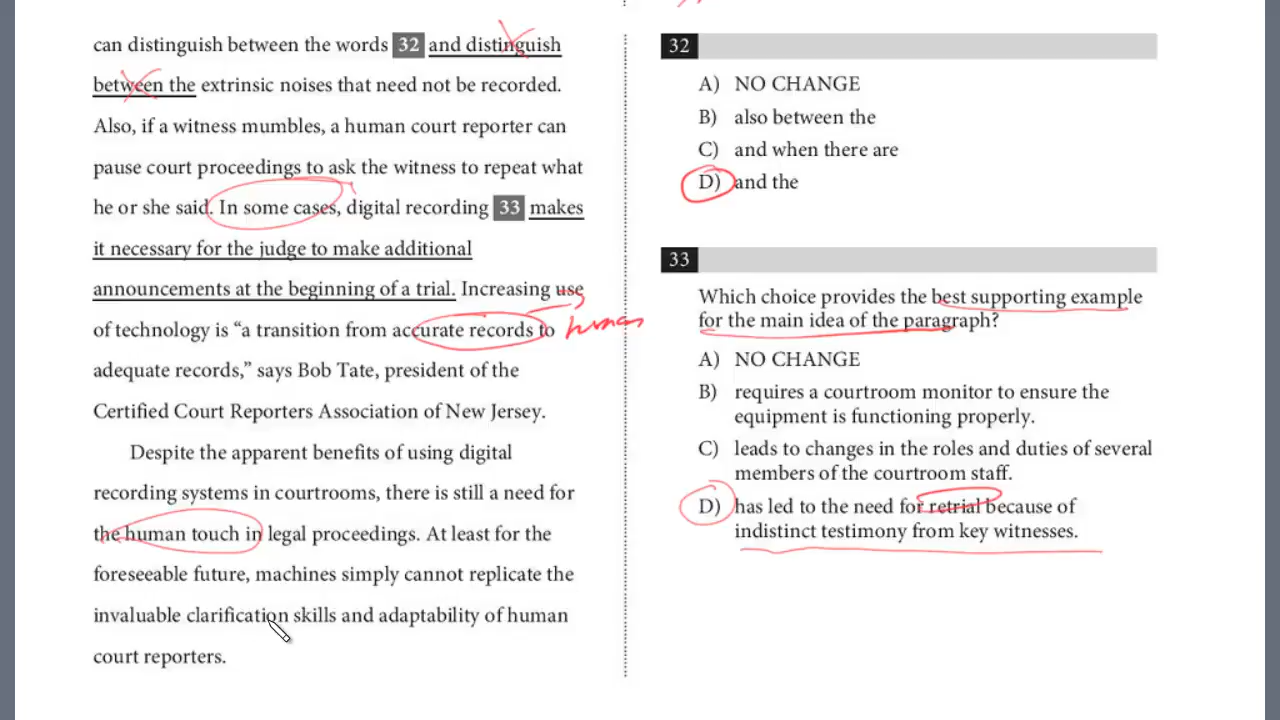 can distinguish between the words 32 and distinguish
between the extrinsic noises that need not be recorded.
Also, if a witness mumbles, a human court reporter can
pause court proceedings to ask the witness to repeat what
he or she said. In some cases, digital recording 33 makes
it necessary for the judge to make additional
announcements at the beginning of a trial. Increasing use
of technology is “a transition from accurate records to
human
adequate records,” says Bob Tate, president of the
Certified Court Reporters Association of New Jersey.
Despite the apparent benefits of using digital
recording systems in courtrooms, there is still a need for
the human touch in legal proceedings. At least for the
foreseeable future, machines simply cannot replicate the
invaluable clarification skills and adaptability of human
court reporters.
32
A) NO CHANGE
B) also between the
C) and when there are
D) and the
33
Which choice provides the best supporting example
for the main idea of the paragraph?
A) NO CHANGE
B) requires a courtroom monitor to ensure the
equipment is functioning properly.
C) leads to changes in the roles and duties of several
members of the courtroom staff.
D) has led to the need for retrial because of
indistinct testimony from key witnesses.